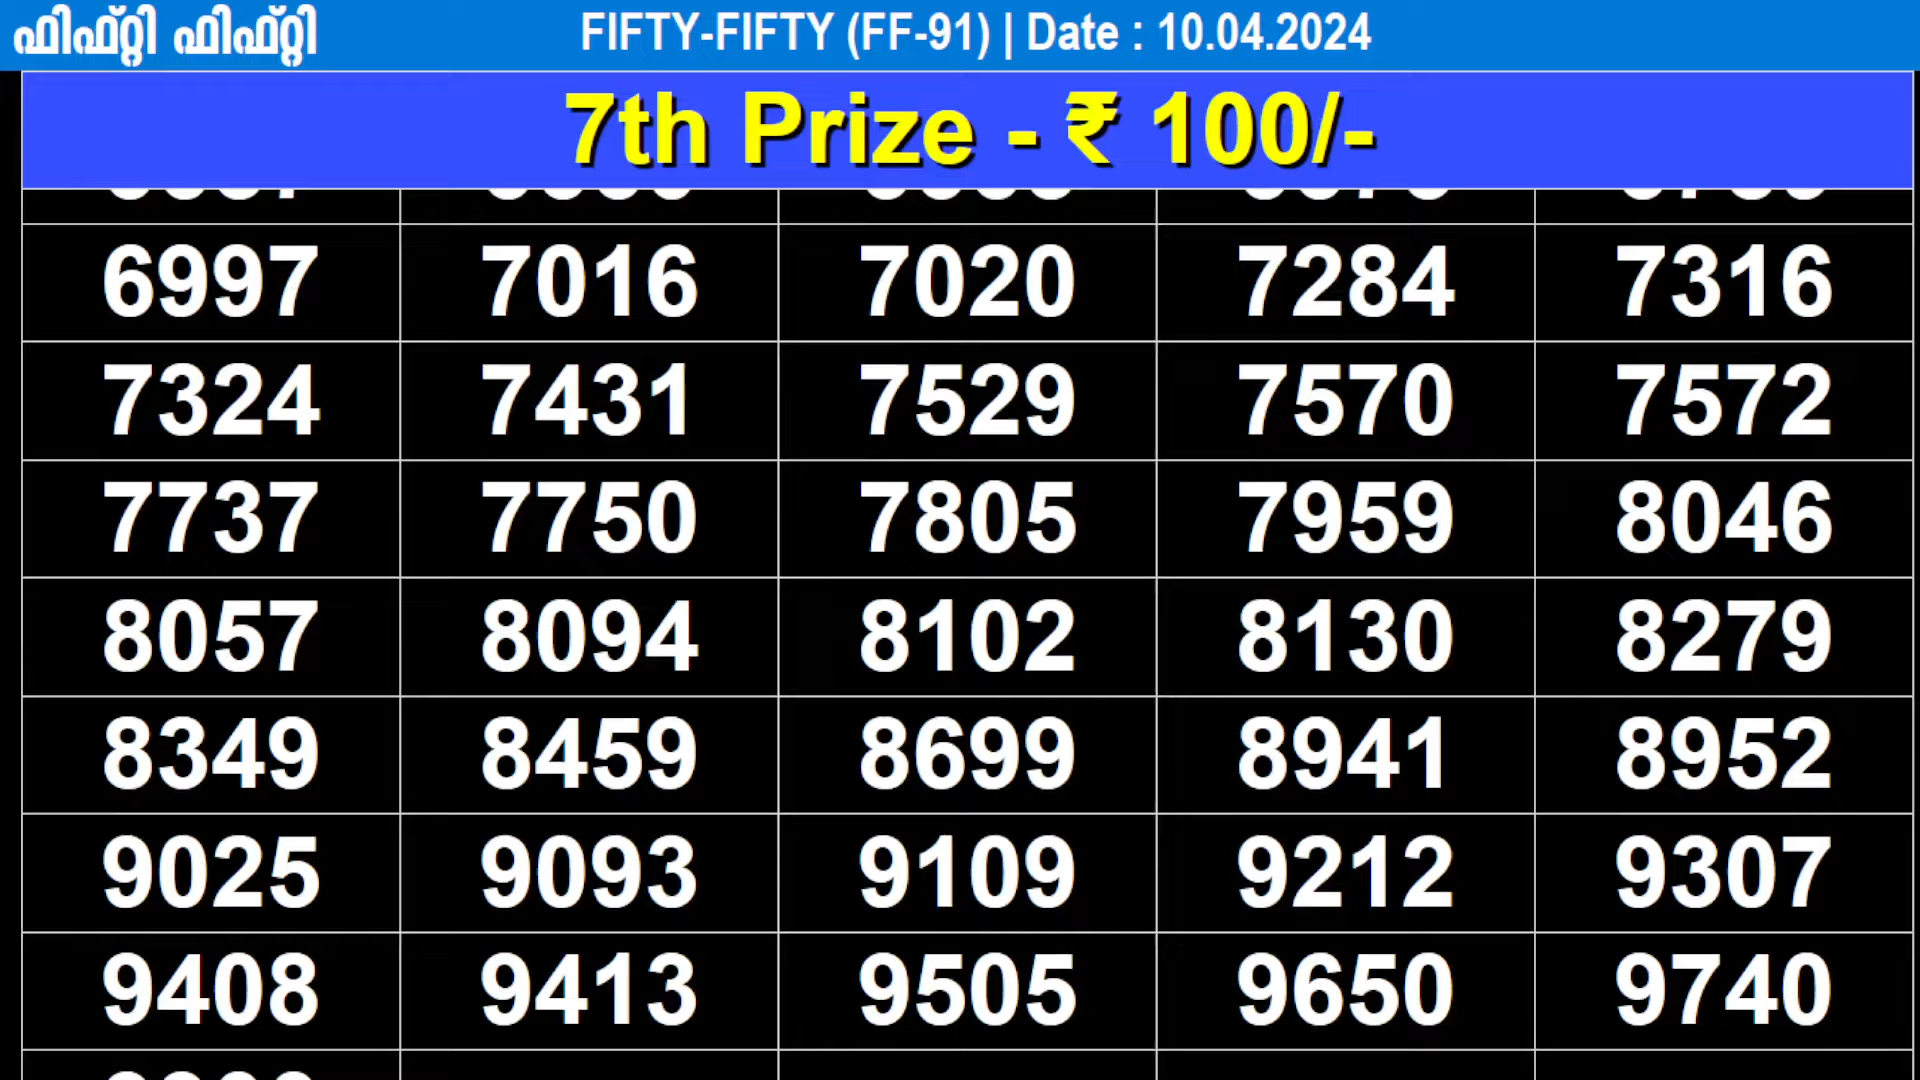 ഫിഫ്റ്റി ഫിഫ്റ്റി FIFTY-FIFTY (FF-91) | Date : 10.04.2024
7th Prize - ₹ 100/-
6997 7016 7020 7284 7316
7324 7431 7529 7570 7572
7737 7750 7805 7959 8046
8057 8094 8102 8130 8279
8349 8459 8699 8941 8952
9025 9093 9109 9212 9307
9408 9413 9505 9650 9740